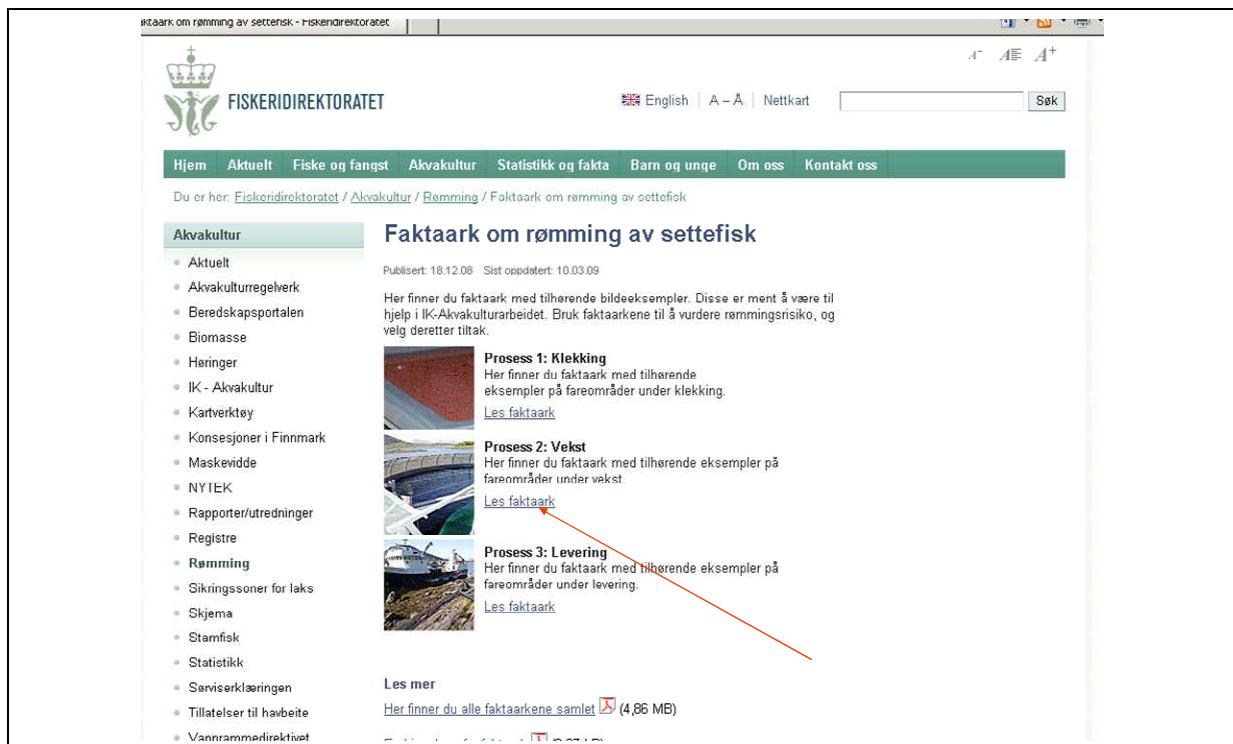 Faktaark om rømming av settefisk - Fiskeridirektoratet
A- A A+
FISKERIDIREKTORATET
English | A – Å | Nettkart
Søk
Hjem Aktuelt Fiske og fangst Akvakultur Statistikk og fakta Barn og unge Om oss Kontakt oss
Du er her: Fiskeridirektoratet / Akvakultur / Rømming / Faktaark om rømming av settefisk
Akvakultur
Aktuelt
Akvakulturregelverk
Beredskapsportalen
Biomasse
Høringer
IK - Akvakultur
Kartverktøy
Konsesjoner i Finnmark
Maskevidde
NYTEK
Rapporter/utredninger
Registre
Rømming
Sikringssoner for laks
Skjema
Stamfisk
Statistikk
Sørviserklæringen
Tillatelser til havbeite
Vannrammedirektivet
Faktaark om rømming av settefisk
Publisert: 18.12.08 Sist oppdatert: 10.03.09
Her finner du faktaark med tilhørende bildeeksempler. Disse er ment å være til
hjelp i IK-Akvakulturarbeidet. Bruk faktaarkene til å vurdere rømmingsrisiko, og
velg deretter tiltak.
Prosess 1: Klekking
Her finner du faktaark med tilhørende
eksempler på fareområder under klekking.
Les faktaark
Prosess 2: Vekst
Her finner du faktaark med tilhørende eksempler på
fareområder under vekst.
Les faktaark
Prosess 3: Levering
Her finner du faktaark med tilhørende eksempler på
fareområder under levering.
Les faktaark
Les mer
Her finner du alle faktaarkene samlet (4,86 MB)